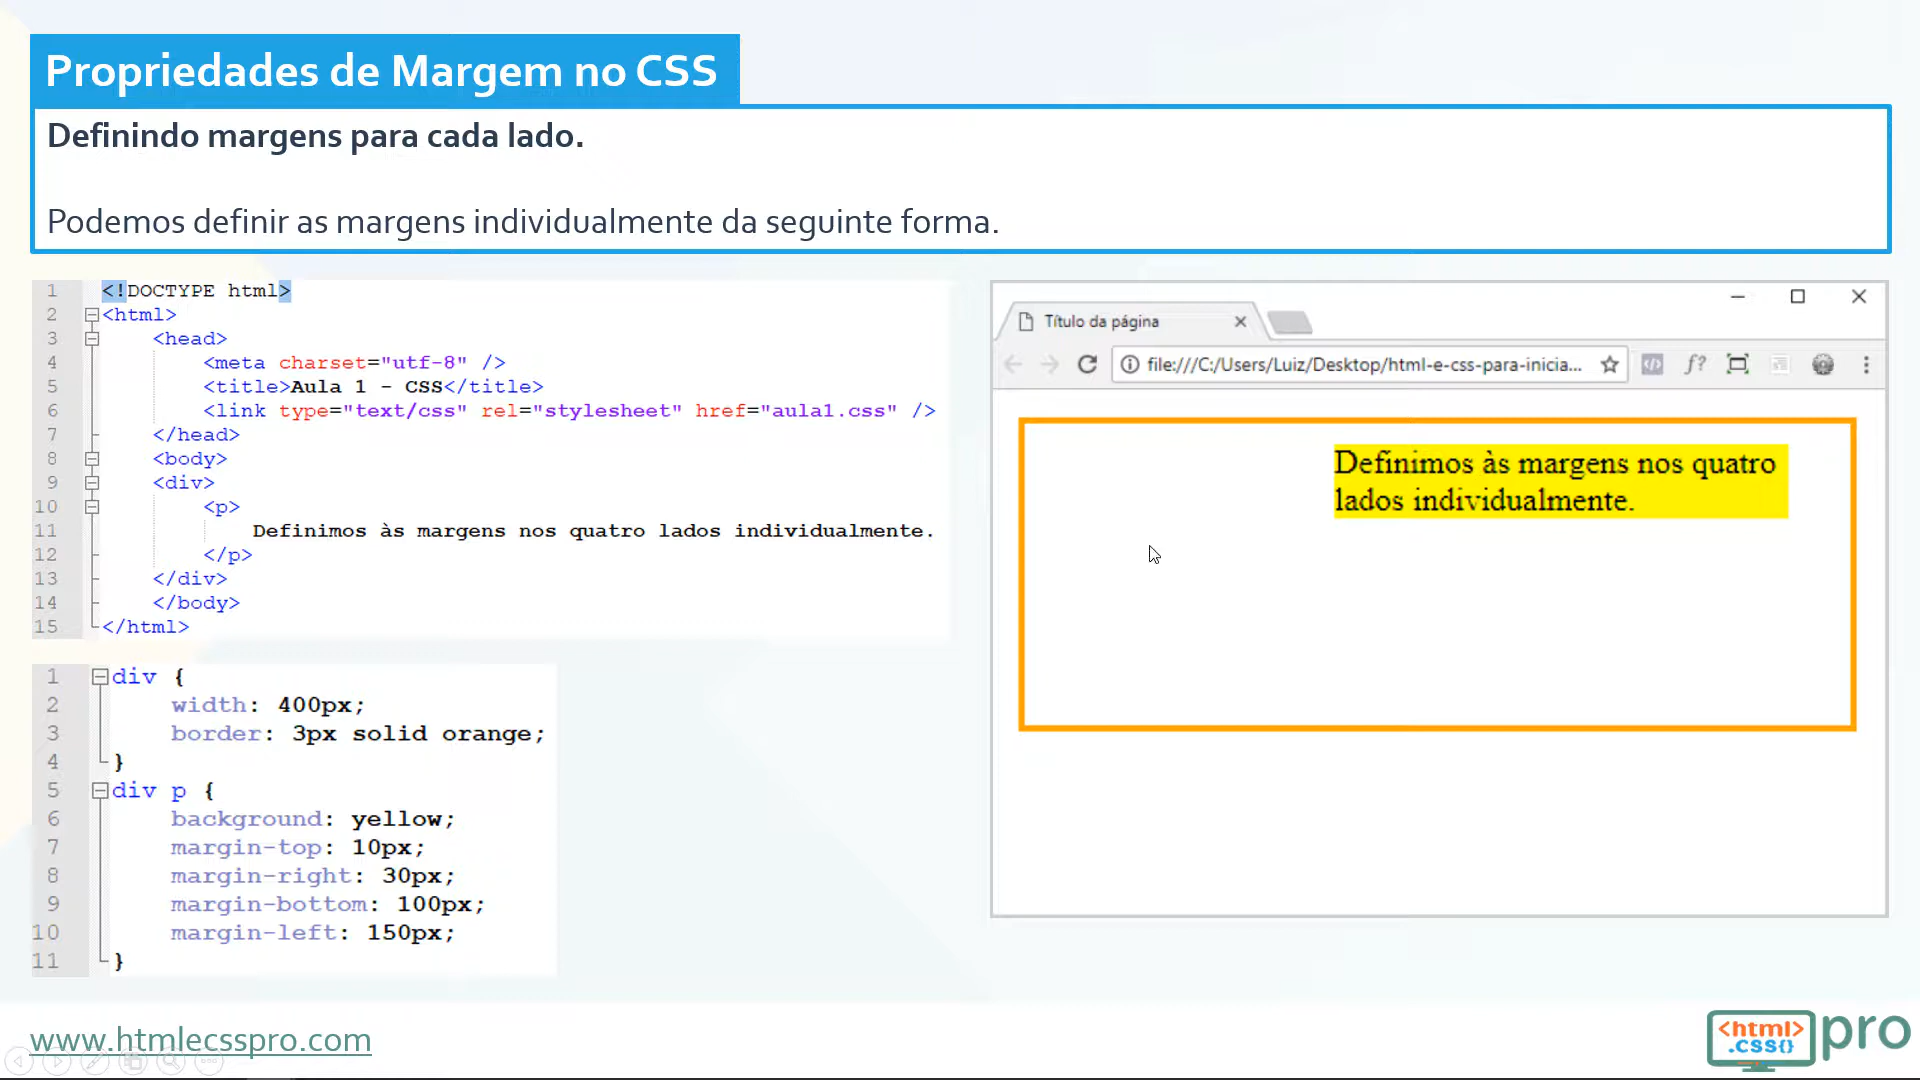 Propriedades de Margem no CSS
Definindo margens para cada lado.
Podemos definir as margens individualmente da seguinte forma.
1 <!DOCTYPE html>
2 <html>
3 <head>
4 <meta charset="utf-8" />
5 <title>Aula 1 - CSS</title>
6 <link type="text/css" rel="stylesheet" href="aula1.css" />
7 </head>
8 <body>
9 <div>
10 <p>
11 Definimos às margens nos quatro lados individualmente.
12 </p>
13 </div>
14 </body>
15 </html>
1 div {
2 width: 400px;
3 border: 3px solid orange;
4 }
5 div p {
6 background: yellow;
7 margin-top: 10px;
8 margin-right: 30px;
9 margin-bottom: 100px;
10 margin-left: 150px;
11 }
Título da página
file:///C:/Users/Luiz/Desktop/html-e-css-para-inicia...
f?
Definimos às margens nos quatro
lados individualmente.
www.htmlecsspro.com
<html>
.CSS{}
pro